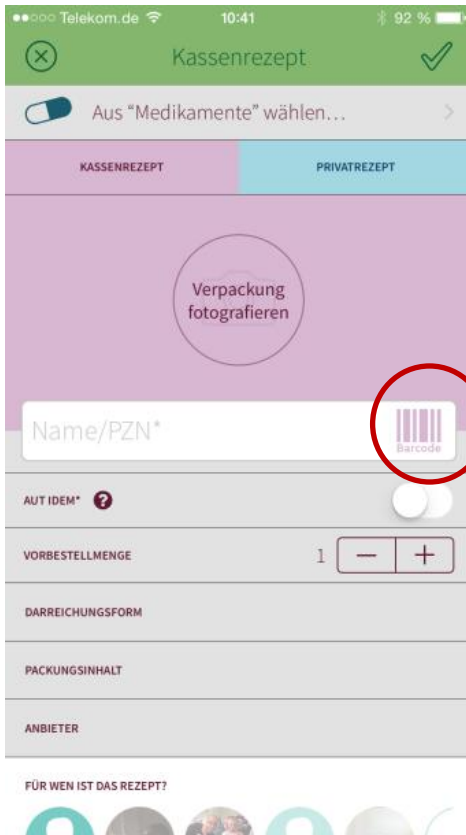 Telekom.de 10:41 92 %
Kassenrezept
Aus “Medikamente” wählen...
KASSENREZEPT PRIVATREZEPT
Verpackung
fotografieren
Name/PZN*
Barcode
AUT IDEM* ?
VORBESTELLMENGE 1 − +
DARREICHUNGSFORM
PACKUNGSINHALT
ANBIETER
FÜR WEN IST DAS REZEPT?